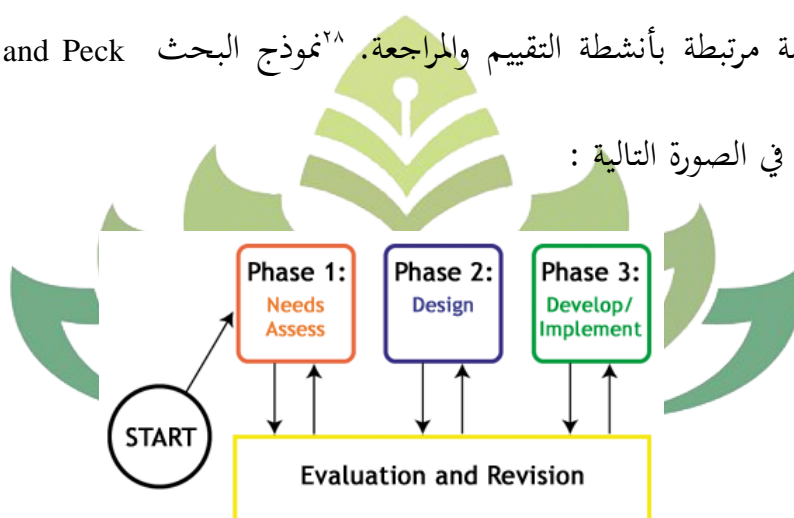 مرتبطة بأنشطة التقييم والمراجعة. ٢٨نموذج البحث and Peck
في الصورة التالية :
Phase 1:
Needs
Assess
Phase 2:
Design
Phase 3:
Develop/
Implement
START
Evaluation and Revision